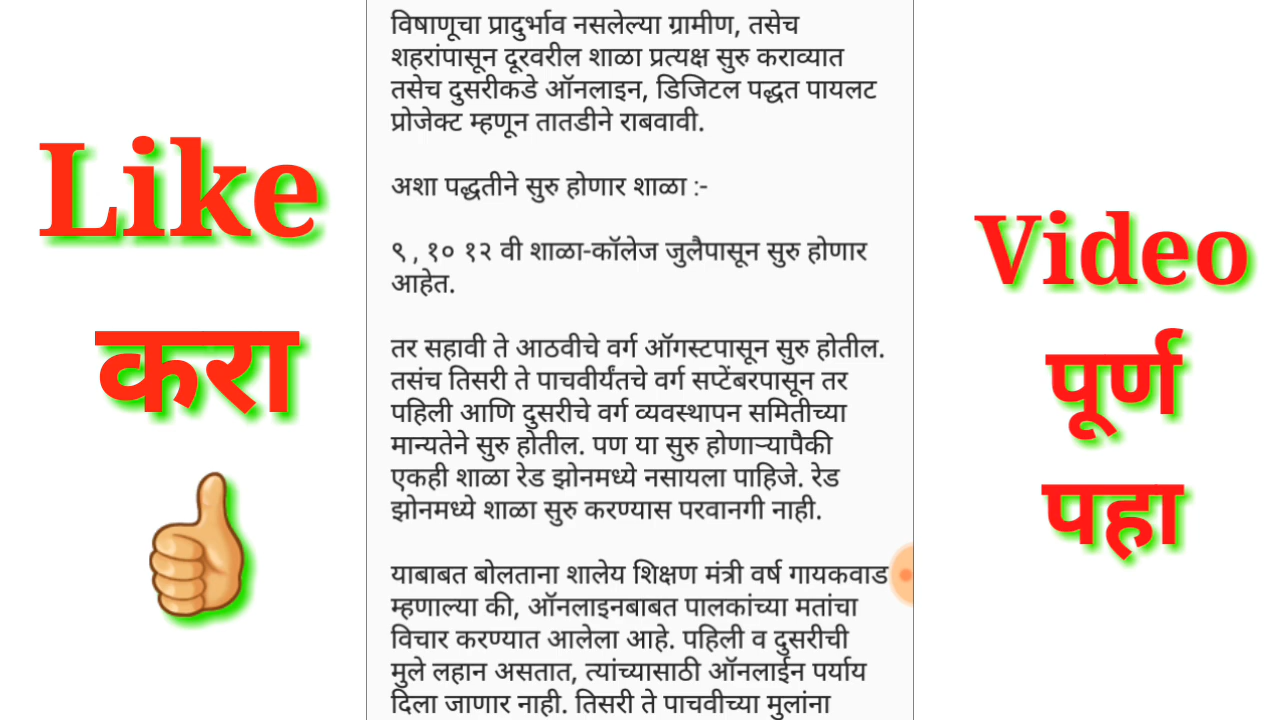 Like
करा
विषाणूचा प्रादुर्भाव नसलेल्या ग्रामीण, तसेच
शहरांपासून दूरवरील शाळा प्रत्यक्ष सुरु कराव्यात
तसेच दुसरीकडे ऑनलाइन, डिजिटल पद्धत पायलट
प्रोजेक्ट म्हणून तातडीने राबवावी.
अशा पद्धतीने सुरु होणार शाळा :-
९ , १० १२ वी शाळा-कॉलेज जुलैपासून सुरु होणार
आहेत.
तर सहावी ते आठवीचे वर्ग ऑगस्टपासून सुरु होतील.
तसंच तिसरी ते पाचवीर्यंतचे वर्ग सप्टेंबरपासून तर
पहिली आणि दुसरीचे वर्ग व्यवस्थापन समितीच्या
मान्यतेने सुरु होतील. पण या सुरु होणाऱ्यापैकी
एकही शाळा रेड झोनमध्ये नसायला पाहिजे. रेड
झोनमध्ये शाळा सुरु करण्यास परवानगी नाही.
याबाबत बोलताना शालेय शिक्षण मंत्री वर्ष गायकवाड
म्हणाल्या की, ऑनलाइनबाबत पालकांच्या मतांचा
विचार करण्यात आलेला आहे. पहिली व दुसरीची
मुले लहान असतात, त्यांच्यासाठी ऑनलाईन पर्याय
दिला जाणार नाही. तिसरी ते पाचवीच्या मुलांना
Video
पूर्ण
पहा